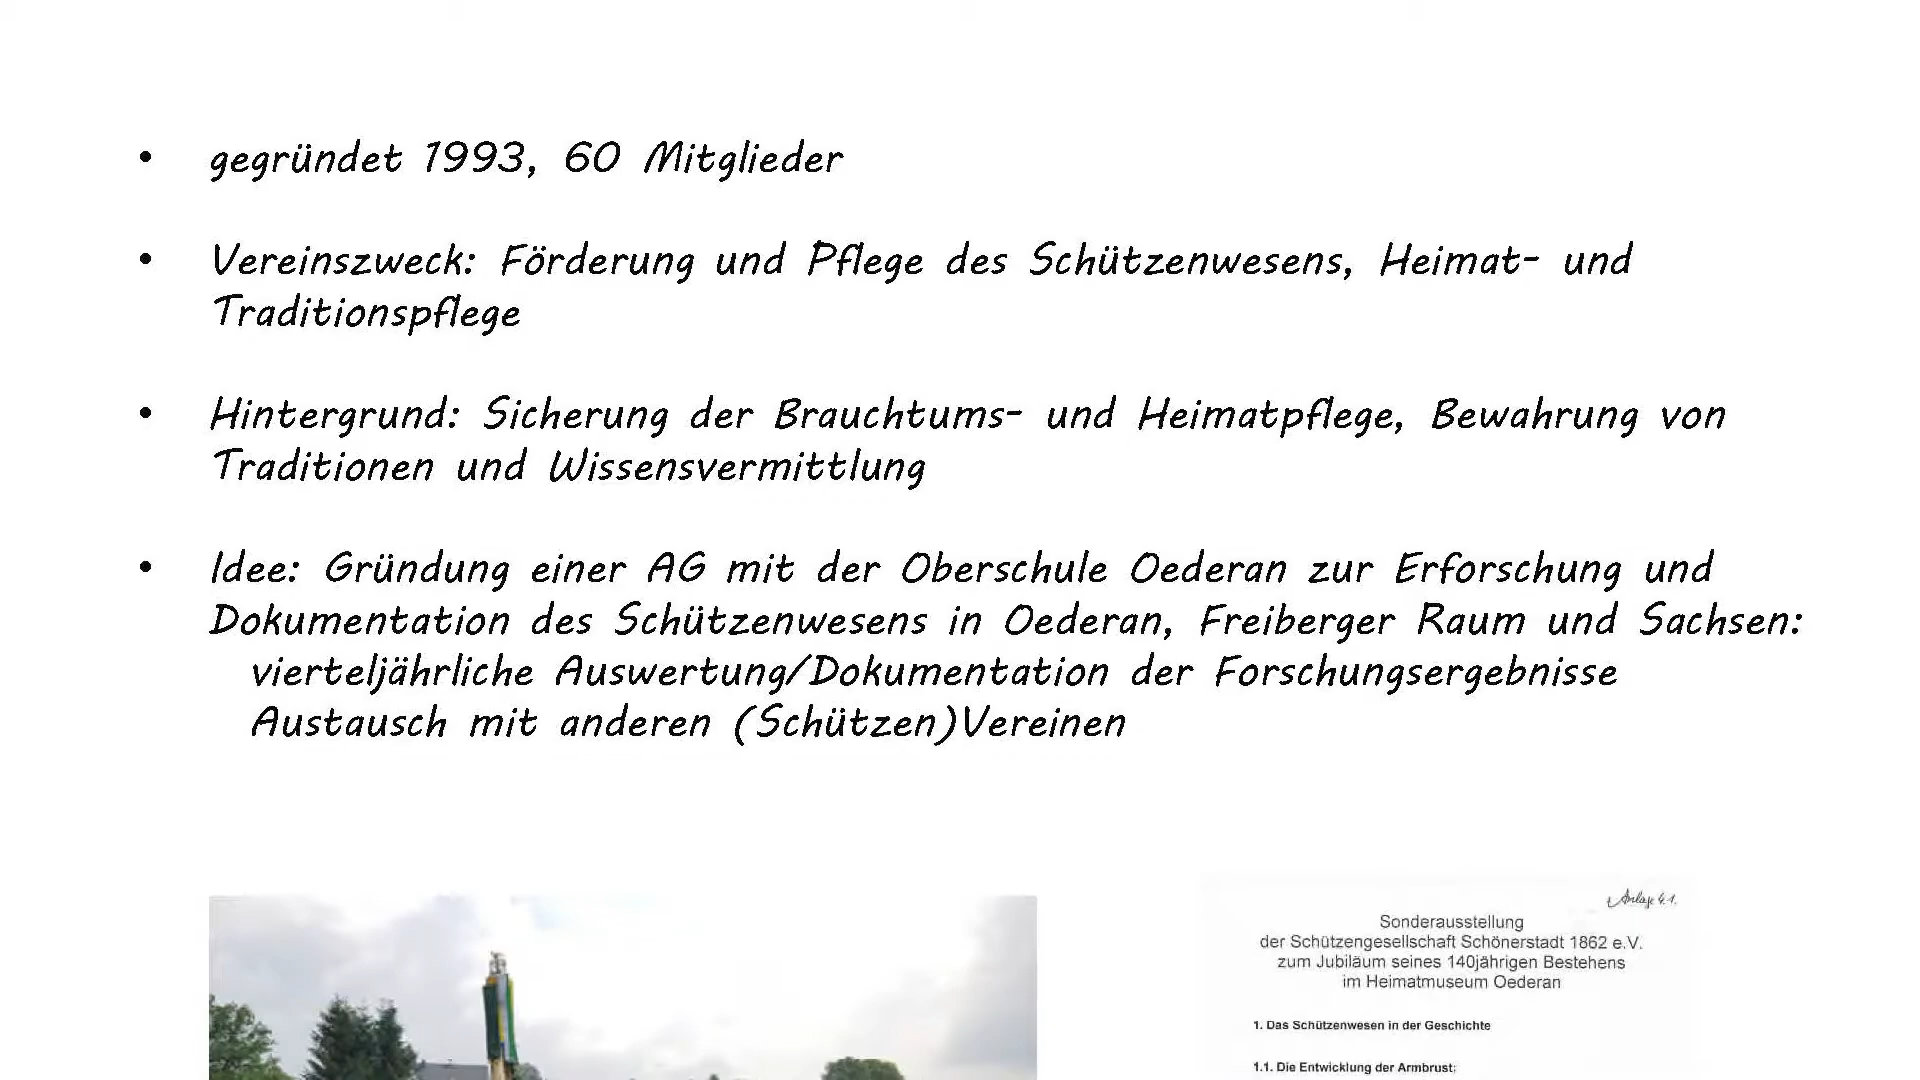 • gegründet 1993, 60 Mitglieder
• Vereinszweck: Förderung und Pflege des Schützenwesens, Heimat- und
Traditionspflege
• Hintergrund: Sicherung der Brauchtums- und Heimatpflege, Bewahrung von
Traditionen und Wissensvermittlung
• Idee: Gründung einer AG mit der Oberschule Oederan zur Erforschung und
Dokumentation des Schützenwesens in Oederan, Freiberger Raum und Sachsen:
vierteljährliche Auswertung/Dokumentation der Forschungsergebnisse
Austausch mit anderen (Schützen)Vereinen
Anlage 4.1.
Sonderausstellung
der Schützengesellschaft Schönerstadt 1862 e.V.
zum Jubiläum seines 140jährigen Bestehens
im Heimatmuseum Oederan
1. Das Schützenwesen in der Geschichte
1.1. Die Entwicklung der Armbrust: